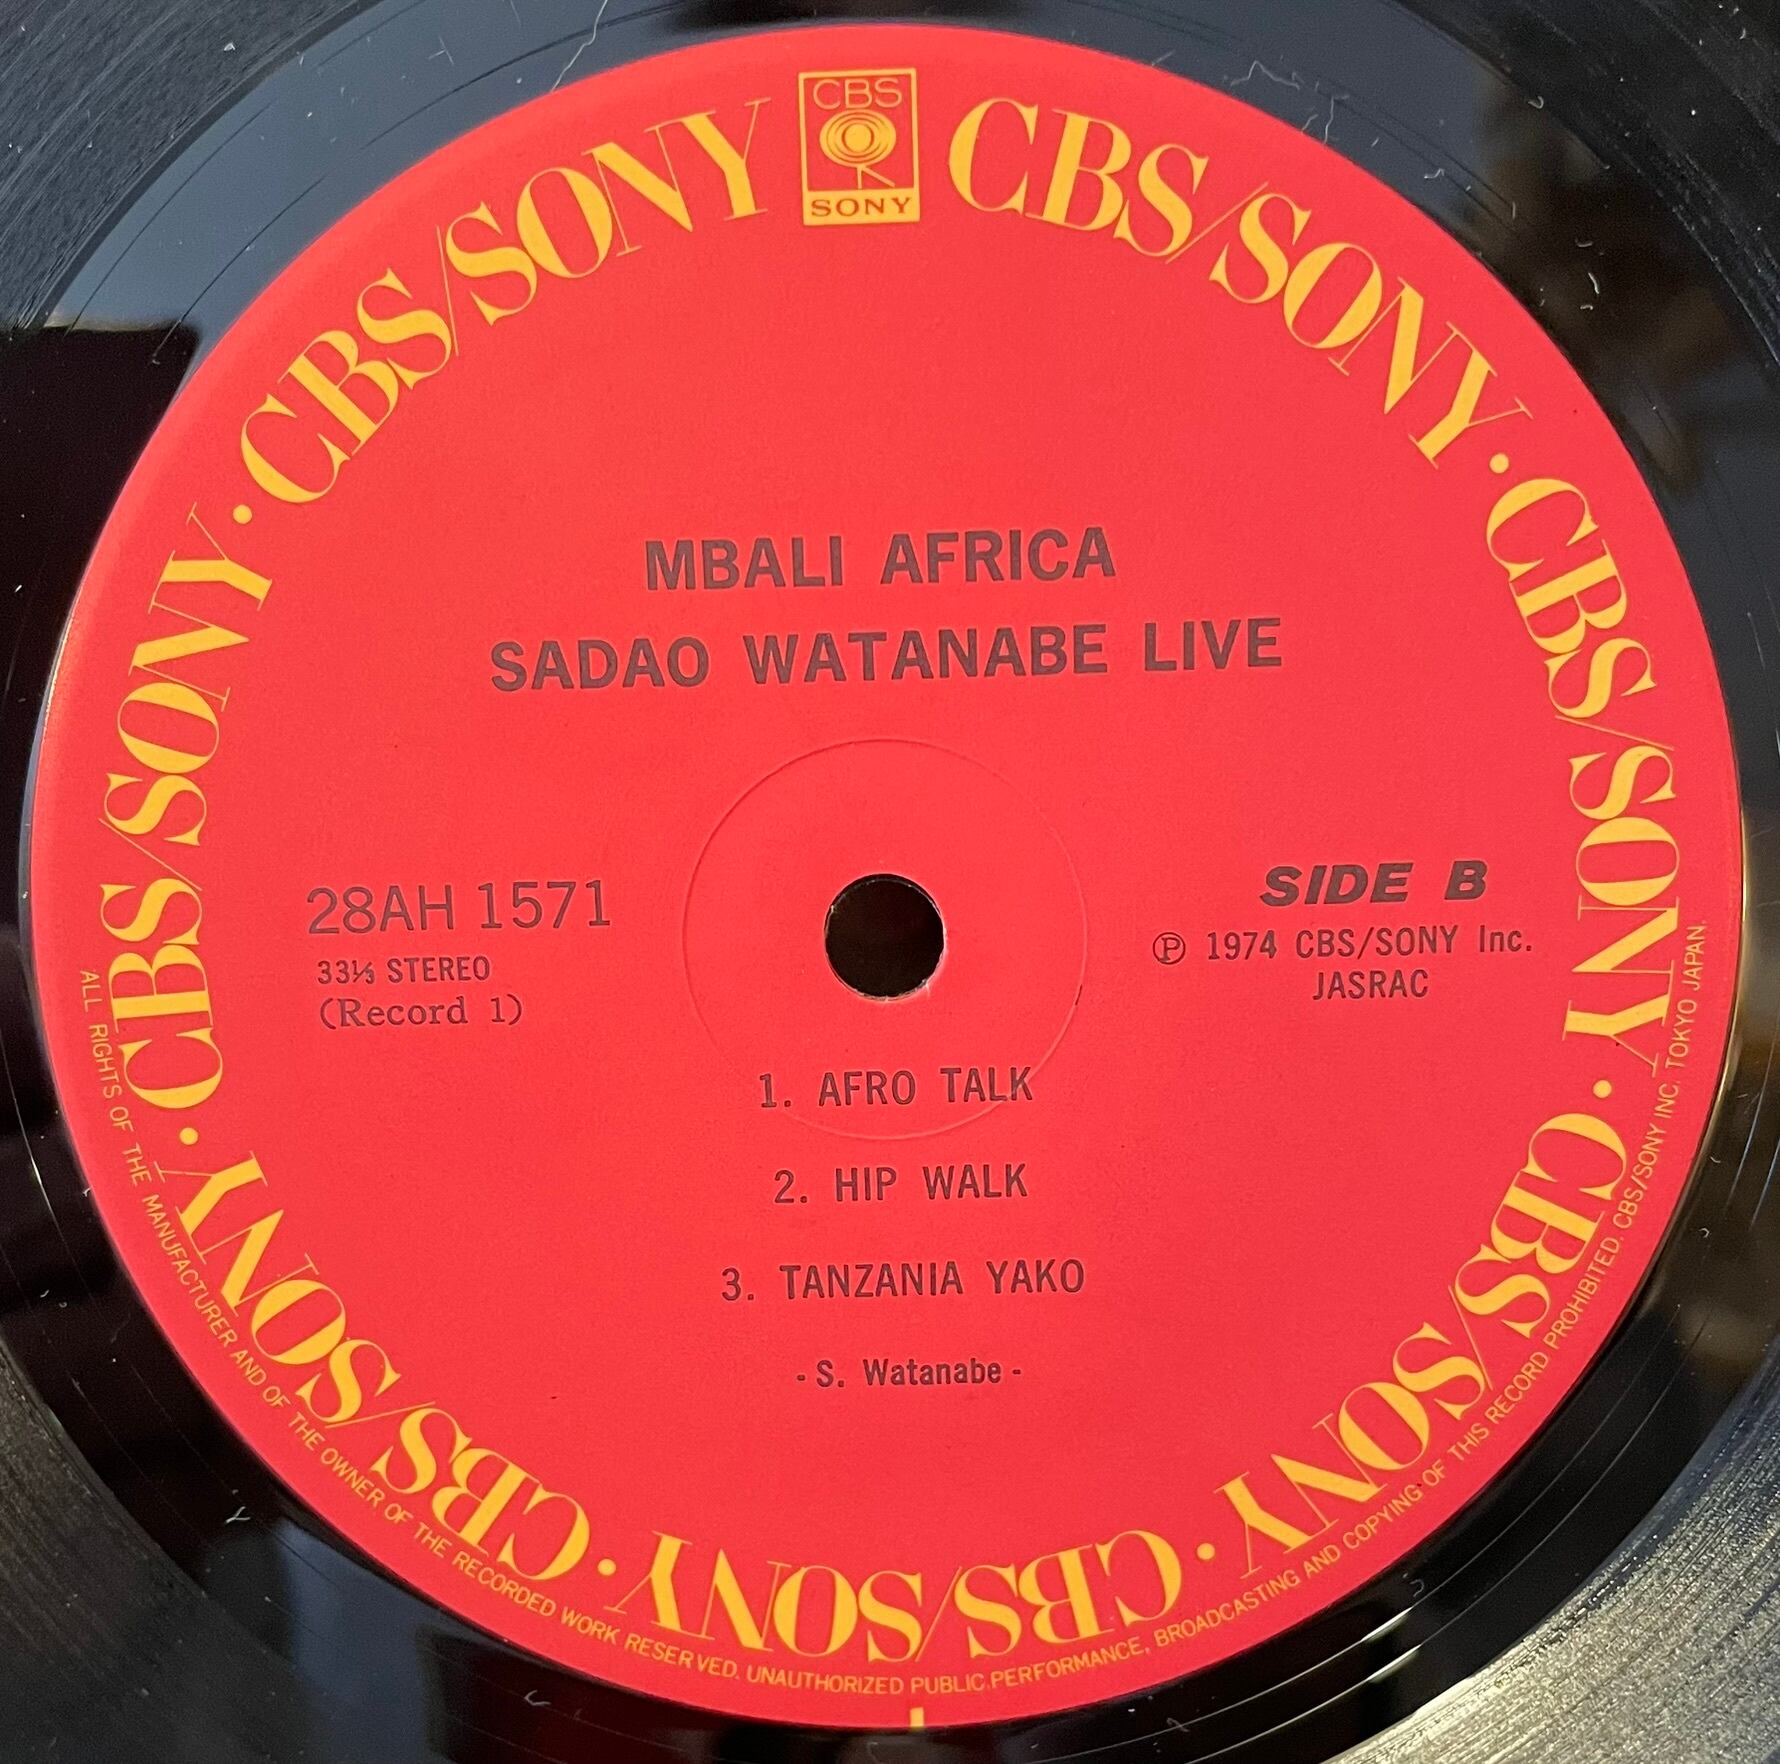 CBS
SONY
CBS/SONY · CBS/SONY · CBS/SONY · CBS/SONY · CBS/SONY · CBS/SONY · CBS/SONY
MBALI AFRICA
SADAO WATANABE LIVE
28AH 1571
33⅓ STEREO
(Record 1)
SIDE B
Ⓟ 1974 CBS/SONY Inc.
JASRAC
1. AFRO TALK
2. HIP WALK
3. TANZANIA YAKO
- S. Watanabe -
ALL RIGHTS OF THE MANUFACTURER AND OF THE OWNER OF THE RECORDED WORK RESERVED. UNAUTHORIZED PUBLIC PERFORMANCE, BROADCASTING AND COPYING OF THIS RECORD PROHIBITED. CBS/SONY INC. TOKYO JAPAN.